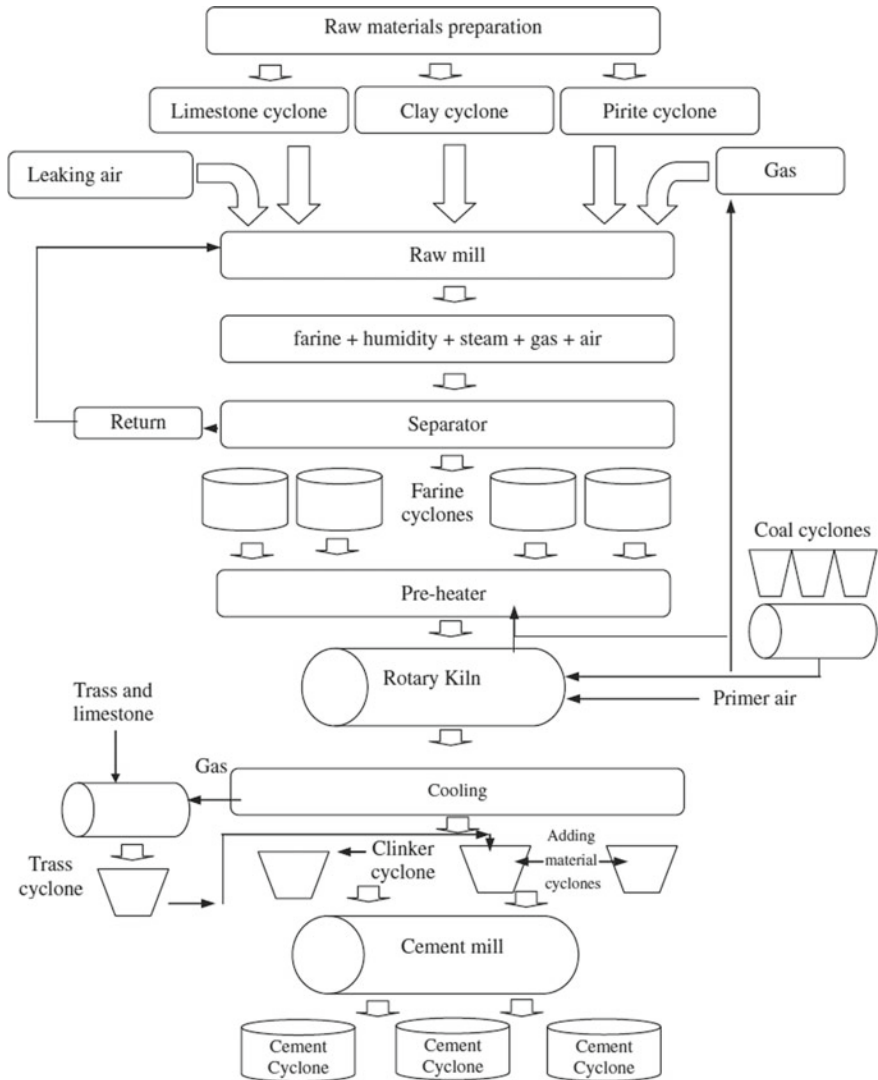 Raw materials preparation
Limestone cyclone
Clay cyclone
Pirite cyclone
Leaking air
Gas
Raw mill
farine + humidity + steam + gas + air
Return
Separator
Farine
cyclones
Coal cyclones
Pre-heater
Rotary Kiln
Primer air
Trass and
limestone
Gas
Cooling
Trass
cyclone
Clinker
cyclone
Adding
material
cyclones
Cement mill
Cement
Cyclone
Cement
Cyclone
Cement
Cyclone